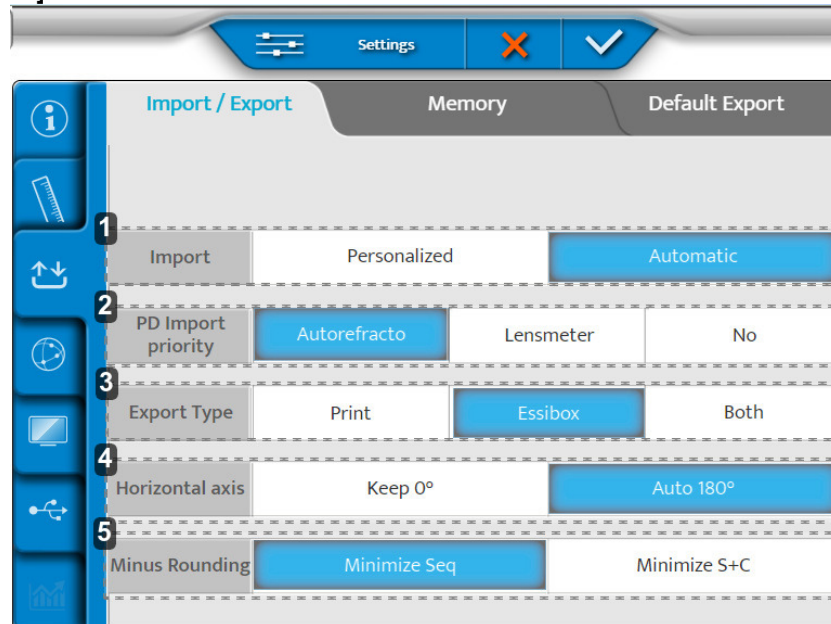 Settings
Import / Export Memory Default Export
1
Import Personalized Automatic
2
PD Import
priority Autorefracto Lensmeter No
3
Export Type Print Essibox Both
4
Horizontal axis Keep 0° Auto 180°
5
Minus Rounding Minimize Seq Minimize S+C